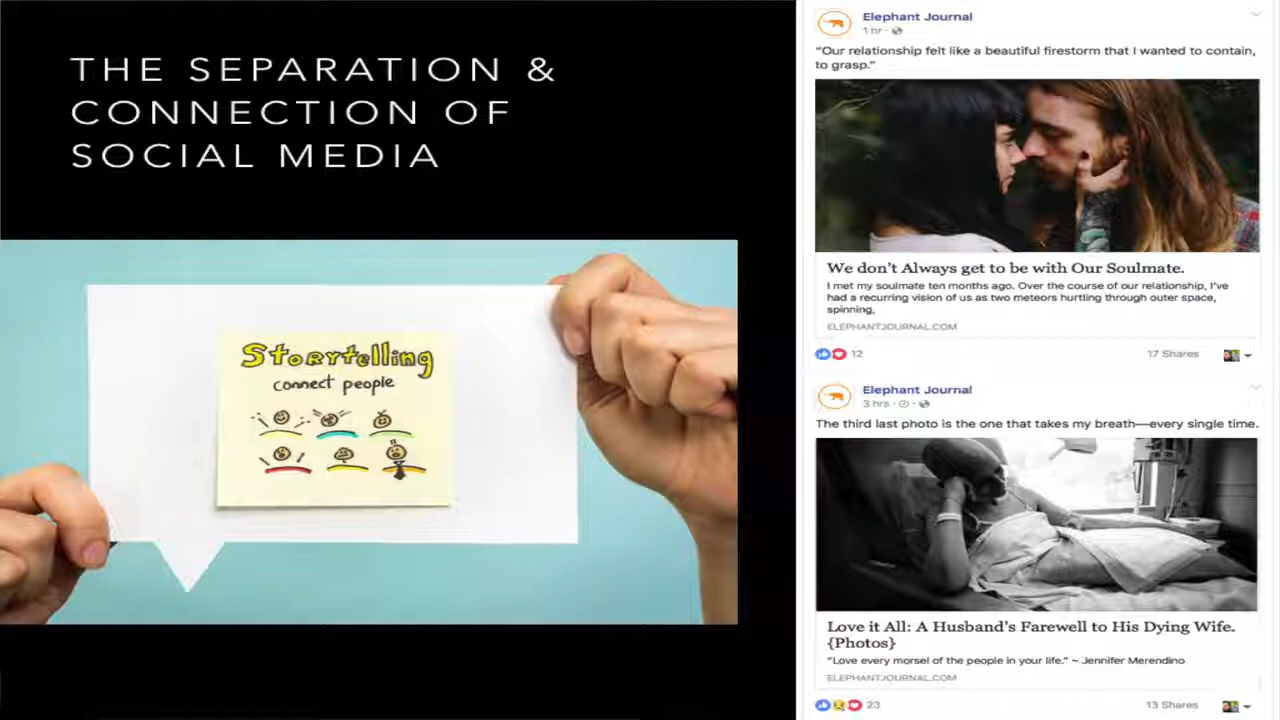 THE SEPARATION &
CONNECTION OF
SOCIAL MEDIA
Storytelling
connect people
Elephant Journal
1 hr ·
“Our relationship felt like a beautiful firestorm that I wanted to contain,
to grasp.”
We don’t Always get to be with Our Soulmate.
I met my soulmate ten months ago. Over the course of our relationship, I’ve
had a recurring vision of us as two meteors hurtling through outer space,
spinning,
ELEPHANTJOURNAL.COM
12
17 Shares
Elephant Journal
3 hrs ·
The third last photo is the one that takes my breath—every single time.
Love it All: A Husband’s Farewell to His Dying Wife.
{Photos}
“Love every morsel of the people in your life.” ~ Jennifer Merendino
ELEPHANTJOURNAL.COM
23
13 Shares